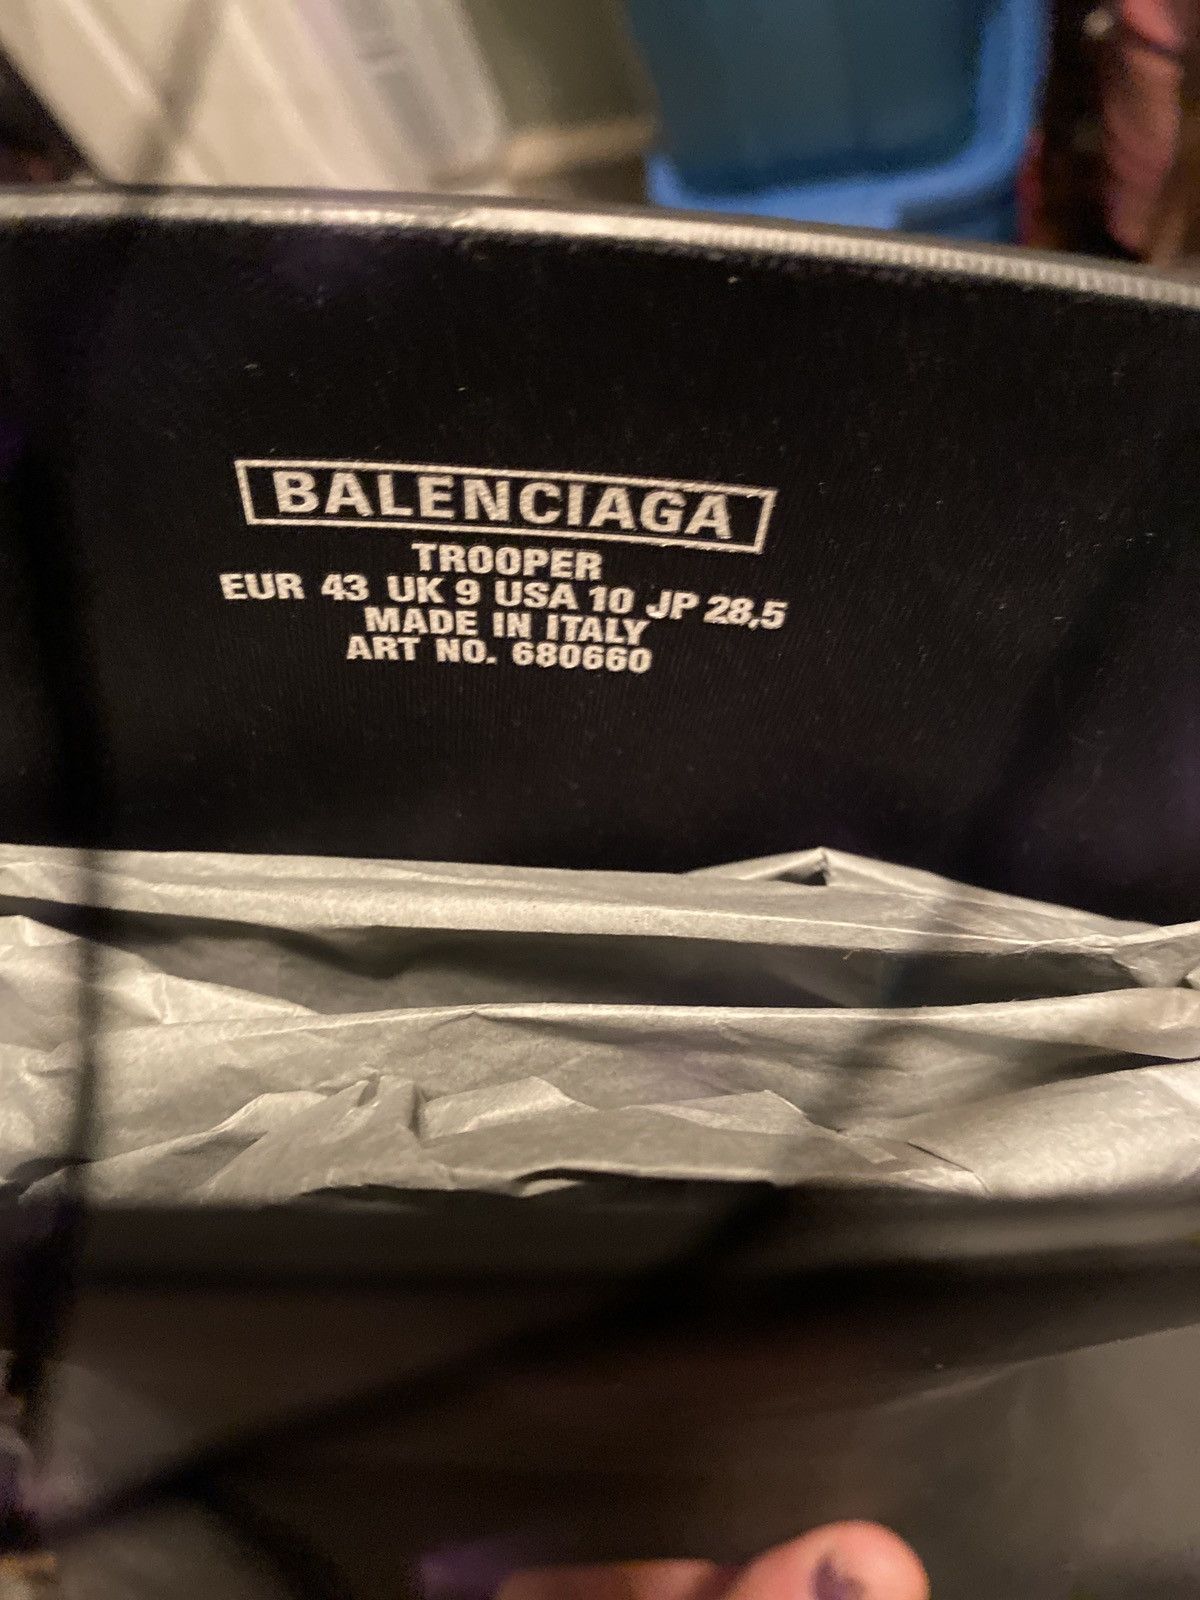 BALENCIAGA
TROOPER
EUR 43 UK 9 USA 10 JP 28,5
MADE IN ITALY
ART NO. 680660